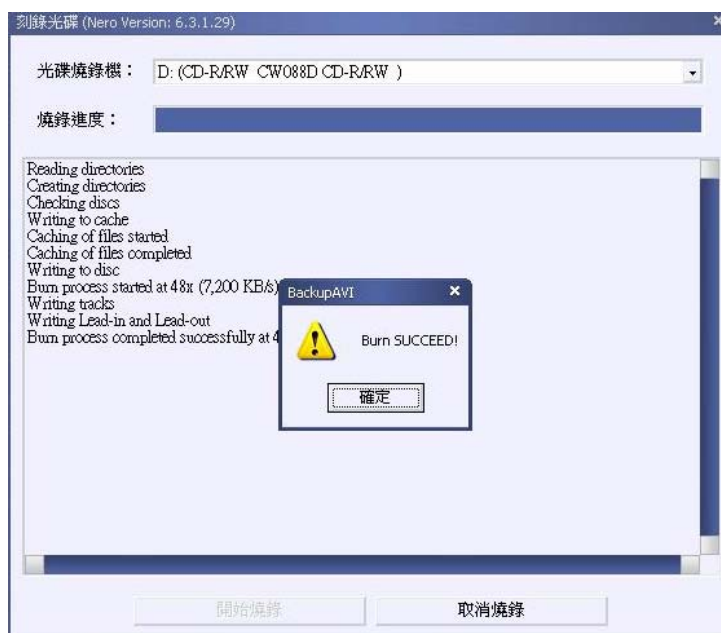 刻錄光碟 (Nero Version: 6.3.1.29)
光碟燒錄機： D: (CD-R/RW CW088D CD-R/RW )
燒錄進度：
Reading directories
Creating directories
Checking discs
Writing to cache
Caching of files started
Caching of files completed
Writing to disc
Burn process started at 48x (7,200 KB/s)
Writing tracks
Writing Lead-in and Lead-out
Burn process completed successfully at 4
BackupAVI
Burn SUCCEED!
確定
開始燒錄 取消燒錄